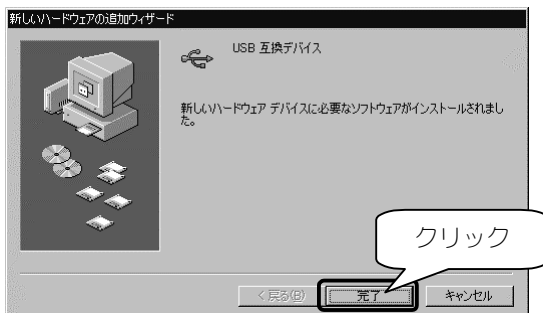 新しいハードウェアの追加ウィザード
USB 互換デバイス
新しいハードウェア デバイスに必要なソフトウェアがインストールされまし
た。
クリック
< 戻る(B)
完了
キャンセル